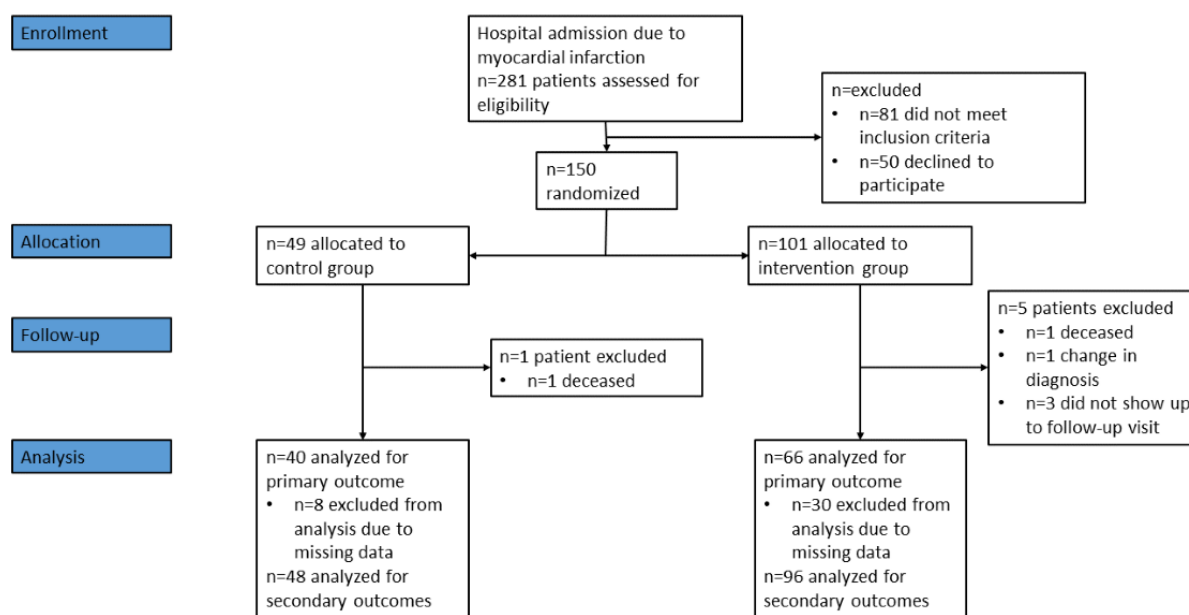 Enrollment
Hospital admission due to
myocardial infarction
n=281 patients assessed for
eligibility
n=excluded
• n=81 did not meet
inclusion criteria
• n=50 declined to
participate
n=150
randomized
Allocation
n=49 allocated to
control group
n=101 allocated to
intervention group
Follow-up
n=1 patient excluded
• n=1 deceased
n=5 patients excluded
• n=1 deceased
• n=1 change in
diagnosis
• n=3 did not show up
to follow-up visit
Analysis
n=40 analyzed for
primary outcome
• n=8 excluded from
analysis due to
missing data
n=48 analyzed for
secondary outcomes
n=66 analyzed for
primary outcome
• n=30 excluded from
analysis due to
missing data
n=96 analyzed for
secondary outcomes